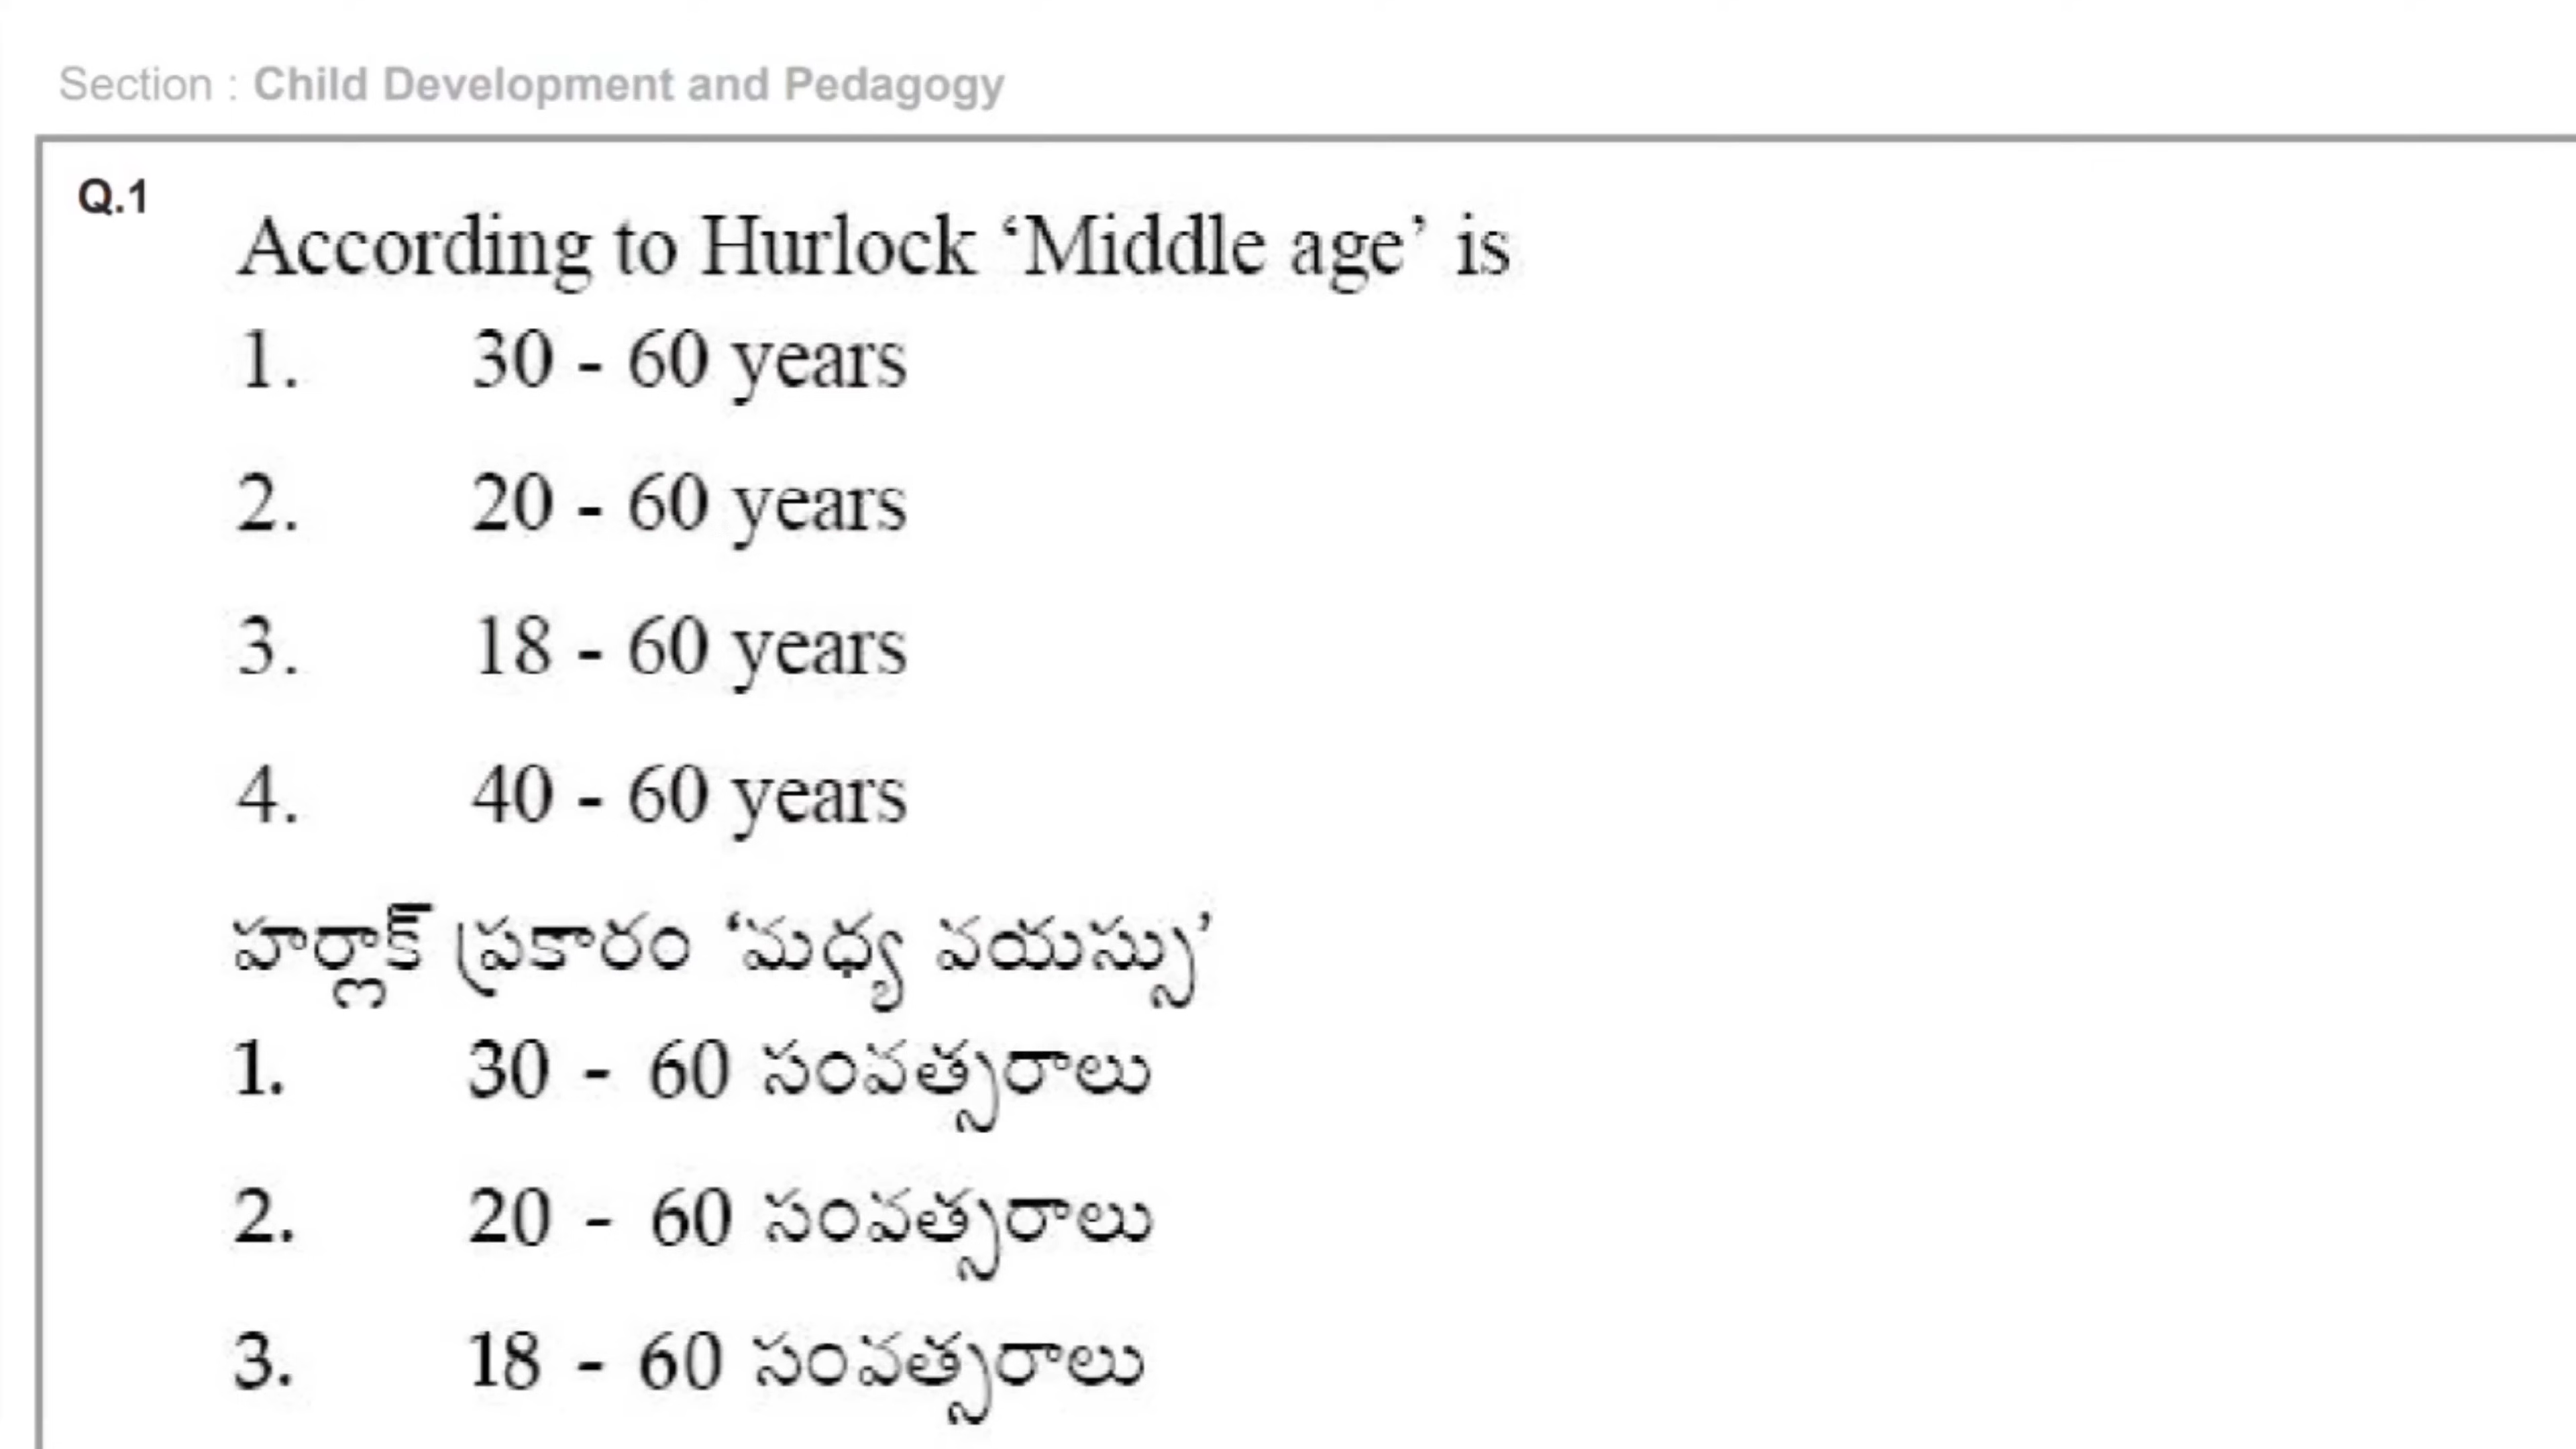 Section : Child Development and Pedagogy
Q.1
According to Hurlock ‘Middle age’ is
1. 30 - 60 years
2. 20 - 60 years
3. 18 - 60 years
4. 40 - 60 years
హర్లాక్ ప్రకారం ‘మధ్య వయస్సు’
1. 30 - 60 సంవత్సరాలు
2. 20 - 60 సంవత్సరాలు
3. 18 - 60 సంవత్సరాలు